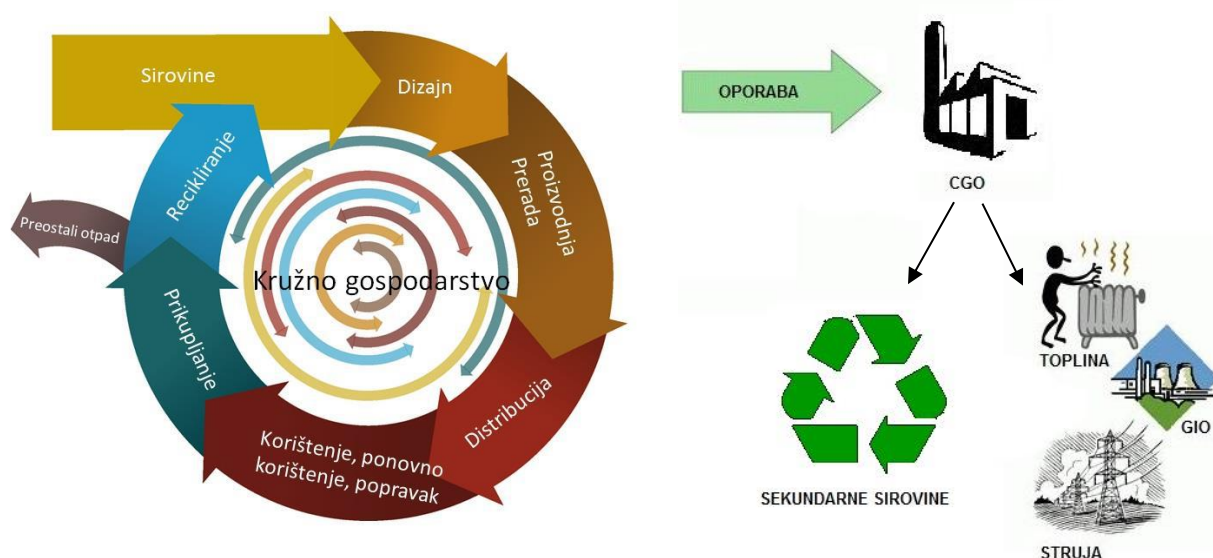 Sirovine
Dizajn
Proizvodnja
Prerada
Distribucija
Korištenje, ponovno
korištenje, popravak
Prikupljanje
Recikliranje
Preostali otpad
Kružno gospodarstvo
OPORABA
CGO
TOPLINA
GIO
SEKUNDARNE SIROVINE
STRUJA